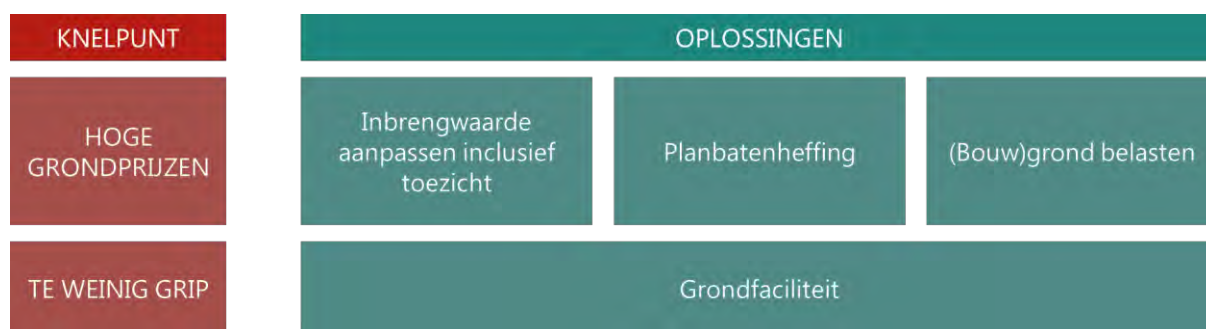 KNELPUNT
OPLOSSINGEN
HOGE
GRONDPRIJZEN
Inbrengwaarde
aanpassen inclusief
toezicht
Planbatenheffing
(Bouw)grond belasten
TE WEINIG GRIP
Grondfaciliteit